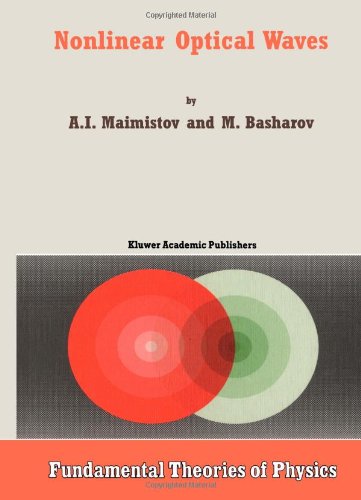 Nonlinear Optical Waves
by
A.I. Maimistov and M. Basharov
Kluwer Academic Publishers
Fundamental Theories of Physics